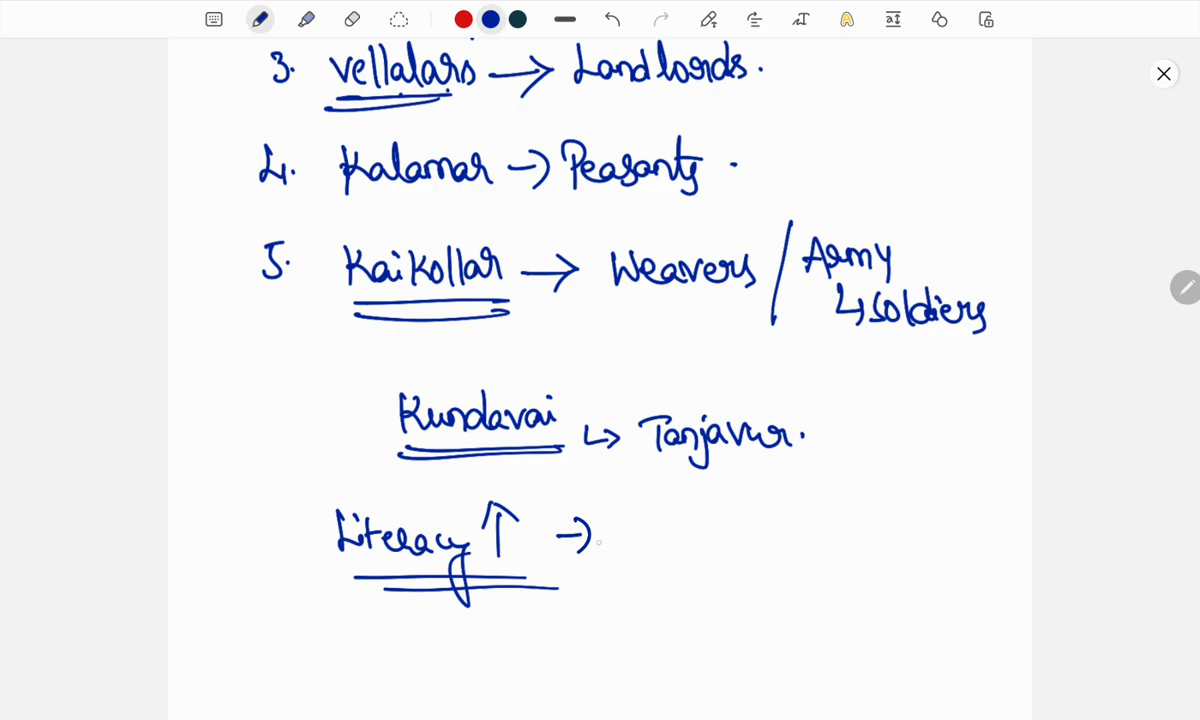 3. vellalars → Landlords.
4. Kalamar → Peasants.
5. Kaikollar → Weavers / Army
↳ soldiers
Kundavai ↳ Tanjavur.
Literacy ↑ →